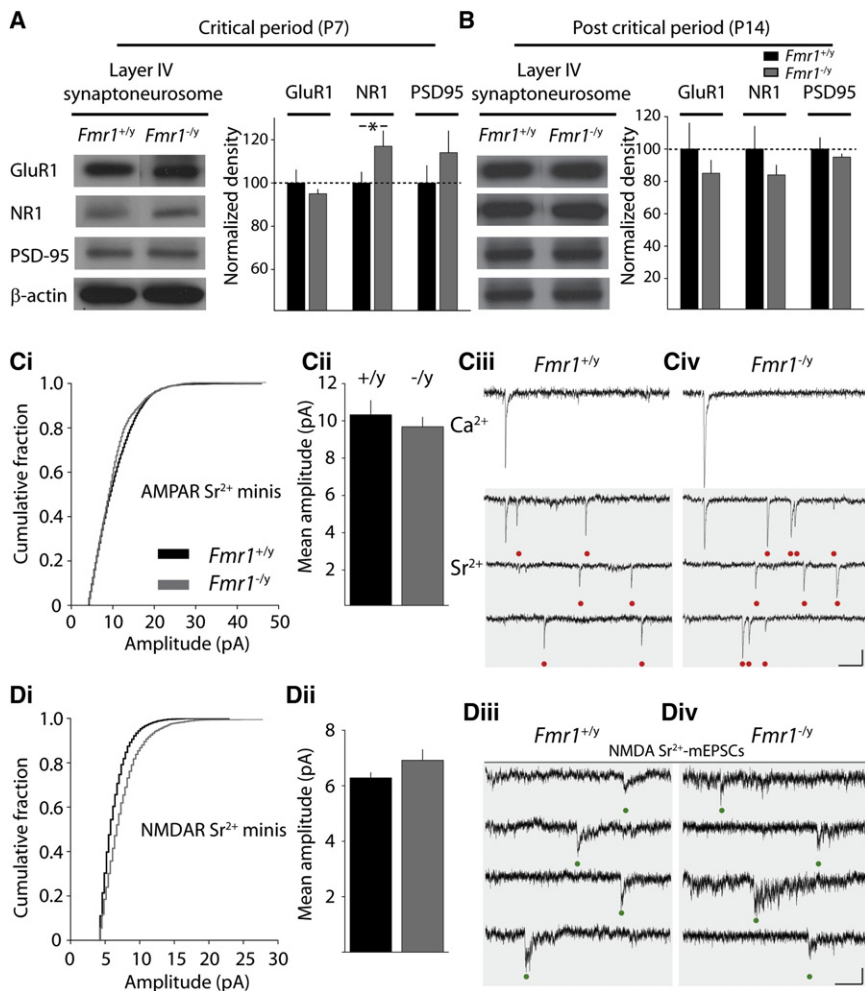 A
Critical period (P7)
Layer IV
synaptoneurosome
Fmr1+/y Fmr1-/y
GluR1
NR1
PSD-95
β-actin
GluR1 NR1 PSD95
-*-
Normalized density
120
100
80
60
B
Post critical period (P14)
Fmr1+/y
Fmr1-/y
Layer IV
synaptoneurosome
Fmr1+/y Fmr1-/y
GluR1 NR1 PSD95
Normalized density
120
100
80
60
40
20
Ci
Cumulative fraction
1.0
0.8
0.6
0.4
0.2
0
0 10 20 30 40 50
Amplitude (pA)
AMPAR Sr2+ minis
Fmr1+/y
Fmr1-/y
Cii
+/y -/y
Mean amplitude (pA)
12
10
8
6
4
2
Ciii
Fmr1+/y
Civ
Fmr1-/y
Ca2+
Sr2+
Di
Cumulative fraction
1.0
0.8
0.6
0.4
0.2
0.0
0 5 10 15 20 25 30
Amplitude (pA)
NMDAR Sr2+ minis
Dii
Mean amplitude (pA)
8
6
4
2
Diii
Fmr1+/y
Div
Fmr1-/y
NMDA Sr2+-mEPSCs